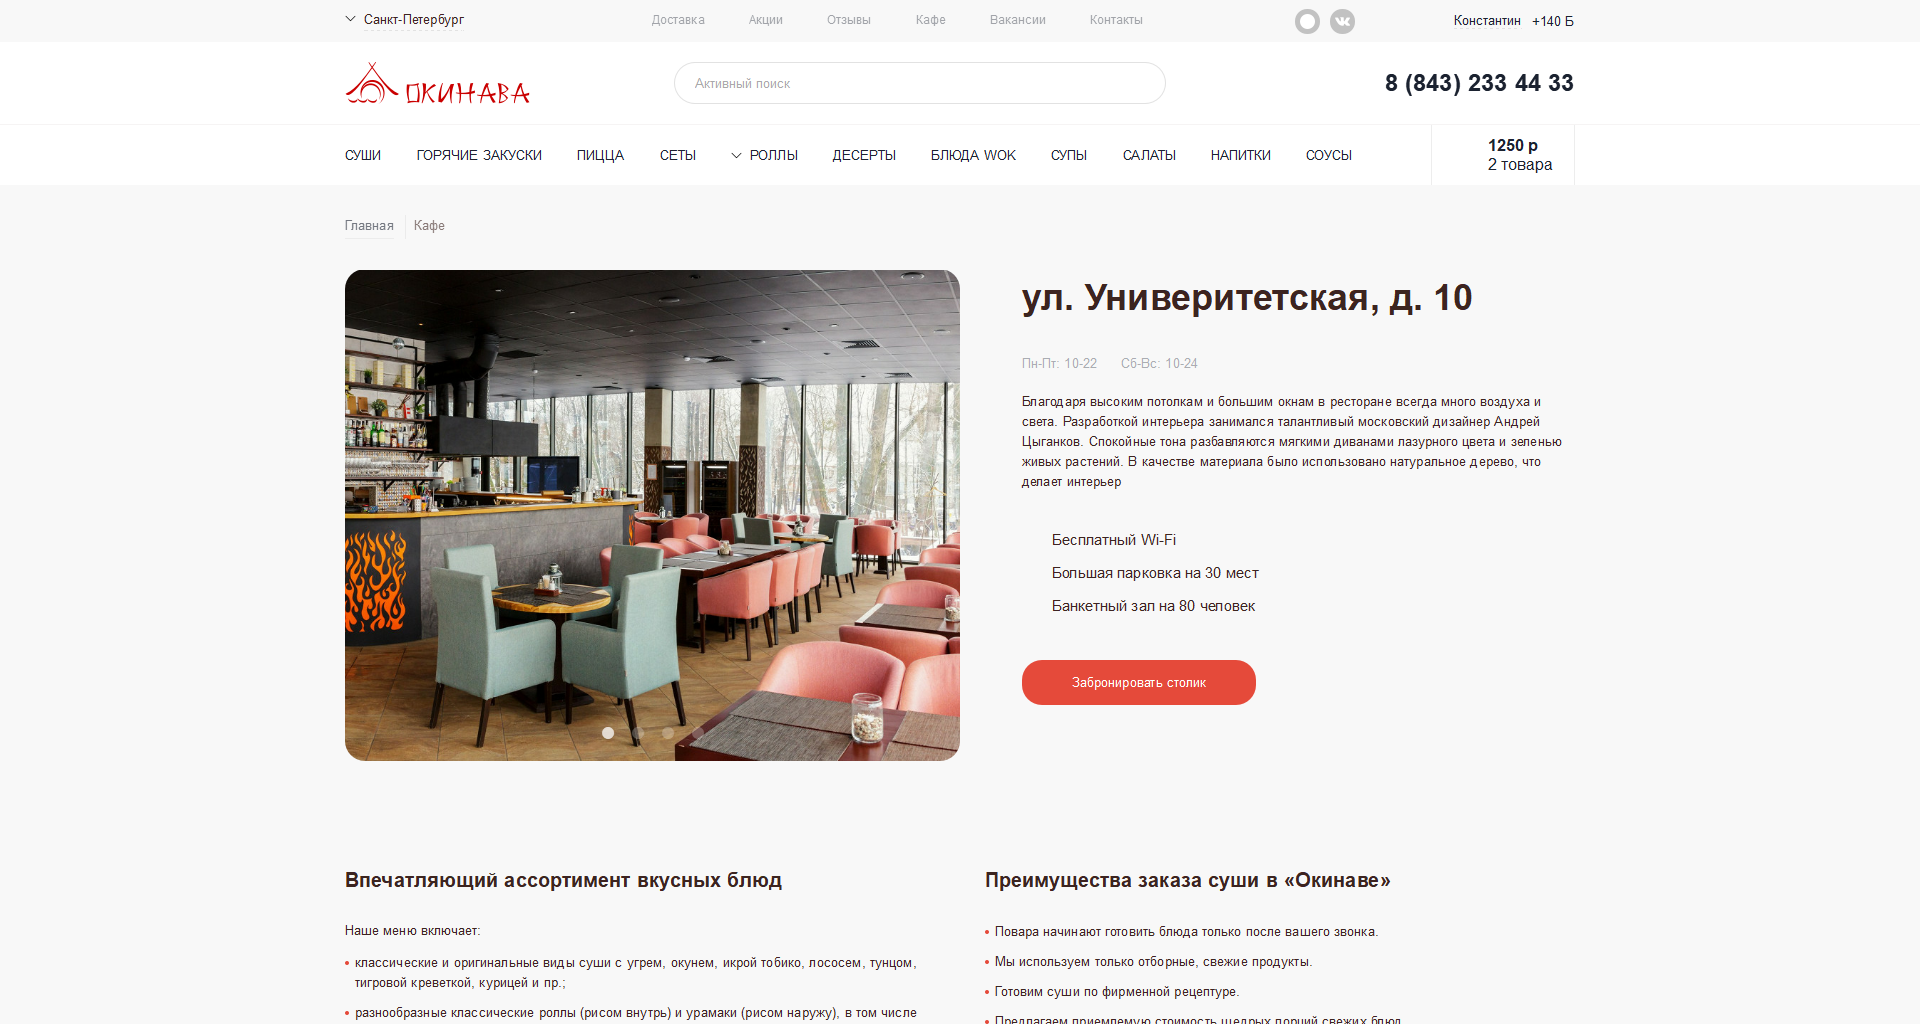 Санкт-Петербург
Доставка Акции Отзывы Кафе Вакансии Контакты
Константин +140 Б
ОКИНАВА
Активный поиск
8 (843) 233 44 33
СУШИ ГОРЯЧИЕ ЗАКУСКИ ПИЦЦА СЕТЫ РОЛЛЫ ДЕСЕРТЫ БЛЮДА WOK СУПЫ САЛАТЫ НАПИТКИ СОУСЫ
1250 р
2 товара
Главная Кафе
ул. Универитетская, д. 10
Пн-Пт: 10-22 Сб-Вс: 10-24
Благодаря высоким потолкам и большим окнам в ресторане всегда много воздуха и
света. Разработкой интерьера занимался талантливый московский дизайнер Андрей
Цыганков. Спокойные тона разбавляются мягкими диванами лазурного цвета и зеленью
живых растений. В качестве материала было использовано натуральное дерево, что
делает интерьер
Бесплатный Wi-Fi
Большая парковка на 30 мест
Банкетный зал на 80 человек
Забронировать столик
Впечатляющий ассортимент вкусных блюд
Наше меню включает:
классические и оригинальные виды суши с угрем, окунем, икрой тобико, лососем, тунцом,
тигровой креветкой, курицей и пр.;
разнообразные классические роллы (рисом внутрь) и урамаки (рисом наружу), в том числе
Преимущества заказа суши в «Окинаве»
Повара начинают готовить блюда только после вашего звонка.
Мы используем только отборные, свежие продукты.
Готовим суши по фирменной рецептуре.
Предлагаем приемлемую стоимость щедрых порций свежих блюд